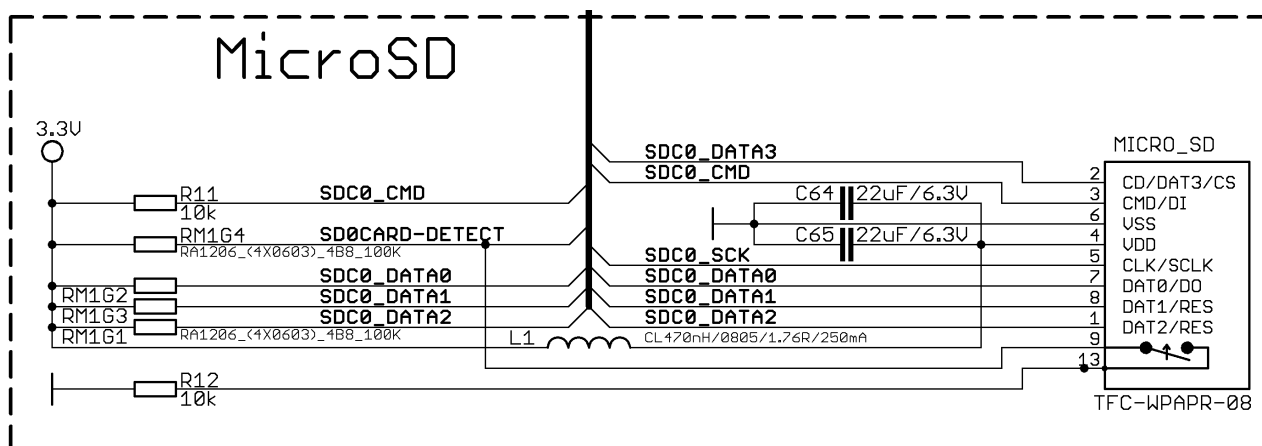 MicroSD
3.3V
R11
10k
SDC0_CMD
RM1G4
RA1206_(4X0603)_4B8_100K
SD0CARD-DETECT
RM1G2
SDC0_DATA0
RM1G3
SDC0_DATA1
RM1G1
RA1206_(4X0603)_4B8_100K
SDC0_DATA2
R12
10k
L1
CL470nH/0805/1.76R/250mA
SDC0_DATA3
SDC0_CMD
C64
22uF/6.3V
C65
22uF/6.3V
SDC0_SCK
SDC0_DATA0
SDC0_DATA1
SDC0_DATA2
MICRO_SD
2 CD/DAT3/CS
3 CMD/DI
6 VSS
4 VDD
5 CLK/SCLK
7 DAT0/DO
8 DAT1/RES
1 DAT2/RES
9
13
TFC-WPAPR-08